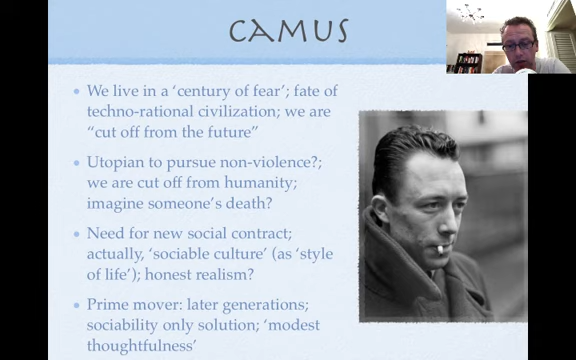 CAMUS
• We live in a ‘century of fear’; fate of
techno-rational civilization; we are
“cut off from the future”
• Utopian to pursue non-violence?;
we are cut off from humanity;
imagine someone’s death?
• Need for new social contract;
actually, ‘sociable culture’ (as ‘style
of life’); honest realism?
• Prime mover: later generations;
sociability only solution; ‘modest
thoughtfulness’